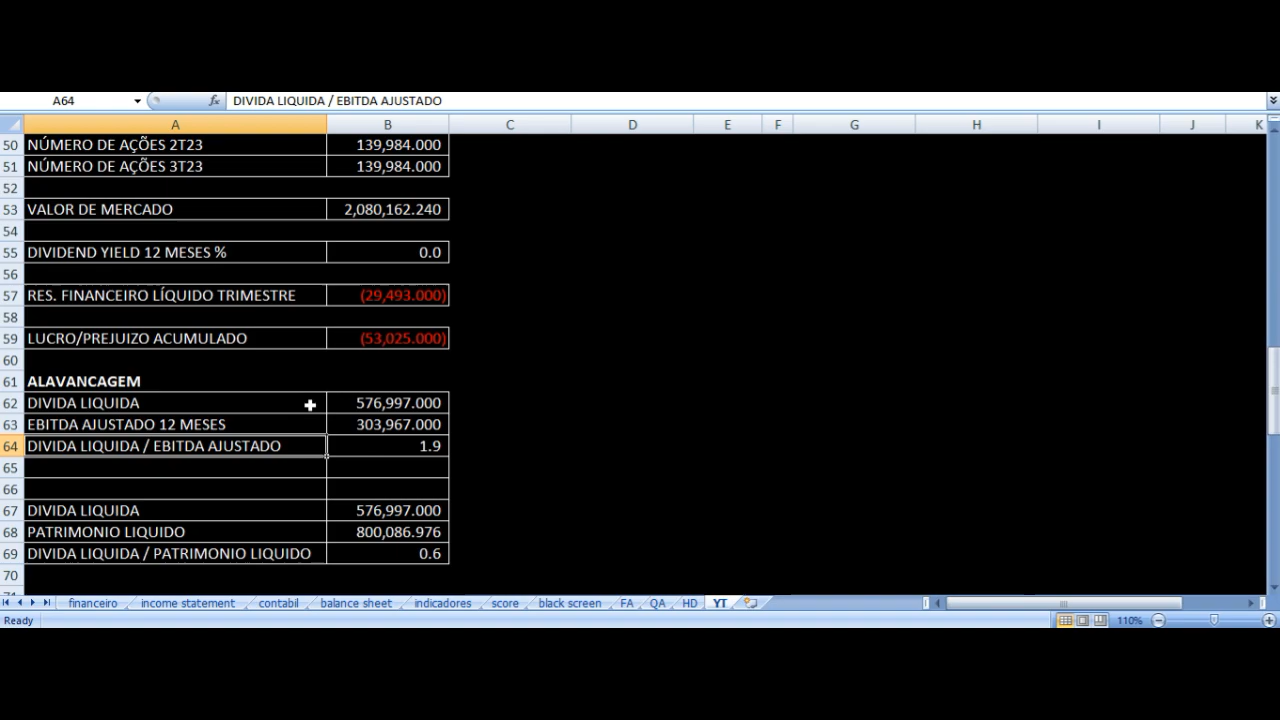 A64 fx DIVIDA LIQUIDA / EBITDA AJUSTADO
A B C D E F G H I J K
50 NÚMERO DE AÇÕES 2T23 139,984.000
51 NÚMERO DE AÇÕES 3T23 139,984.000
52
53 VALOR DE MERCADO 2,080,162.240
54
55 DIVIDEND YIELD 12 MESES % 0.0
56
57 RES. FINANCEIRO LÍQUIDO TRIMESTRE (29,493.000)
58
59 LUCRO/PREJUIZO ACUMULADO (53,025.000)
60
61 ALAVANCAGEM
62 DIVIDA LIQUIDA 576,997.000
63 EBITDA AJUSTADO 12 MESES 303,967.000
64 DIVIDA LIQUIDA / EBITDA AJUSTADO 1.9
65
66
67 DIVIDA LIQUIDA 576,997.000
68 PATRIMONIO LIQUIDO 800,086.976
69 DIVIDA LIQUIDA / PATRIMONIO LIQUIDO 0.6
70
financeiro income statement contabil balance sheet indicadores score black screen FA QA HD YT
Ready 110%